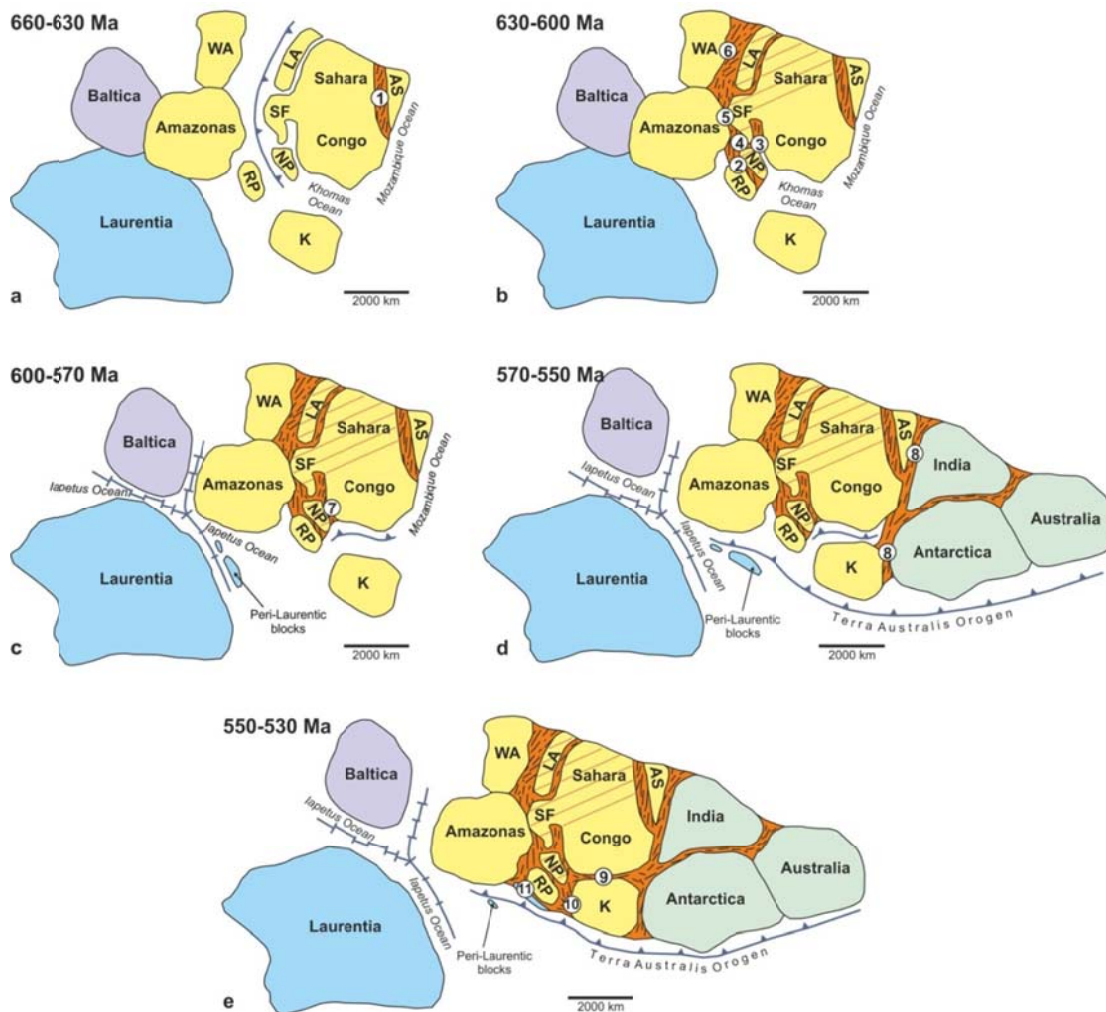 660-630 Ma
WA
LA
AS
Baltica
Sahara
1
Amazonas
SF
Congo
NP
RP
Khomas
Ocean
Mozambique Ocean
Laurentia
K
a
2000 km
630-600 Ma
WA
6
LA
AS
Baltica
Sahara
5
SF
Amazonas
4
3
Congo
2
NP
RP
Khomas
Ocean
Mozambique Ocean
Laurentia
K
b
2000 km
600-570 Ma
WA
LA
AS
Baltica
Sahara
SF
Iapetus Ocean
Amazonas
Congo
7
NP
RP
Iapetus Ocean
Mozambique Ocean
Laurentia
K
Peri-Laurentic
blocks
c
2000 km
570-550 Ma
WA
LA
AS
8
Baltica
Sahara
India
SF
Iapetus Ocean
Amazonas
Congo
Australia
NP
RP
Iapetus Ocean
8
Antarctica
Laurentia
K
Peri-Laurentic
blocks
Terra Australis Orogen
d
2000 km
550-530 Ma
WA
LA
AS
Baltica
Sahara
SF
India
Iapetus Ocean
Amazonas
Congo
NP
Australia
9
RP
11
10
K
Antarctica
Iapetus Ocean
Laurentia
Peri-Laurentic
blocks
Terra Australis Orogen
e
2000 km